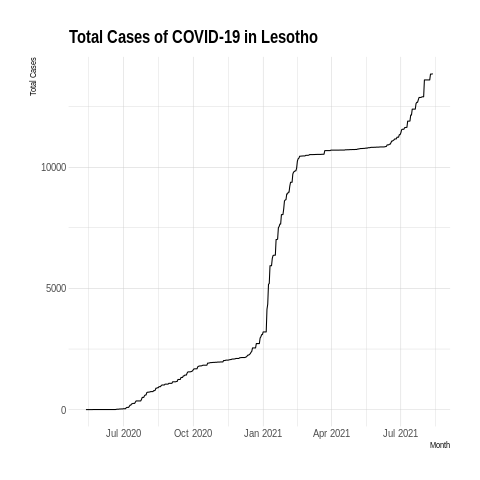 Total Cases of COVID-19 in Lesotho
Total Cases
10000
5000
0
Jul 2020 Oct 2020 Jan 2021 Apr 2021 Jul 2021
Month